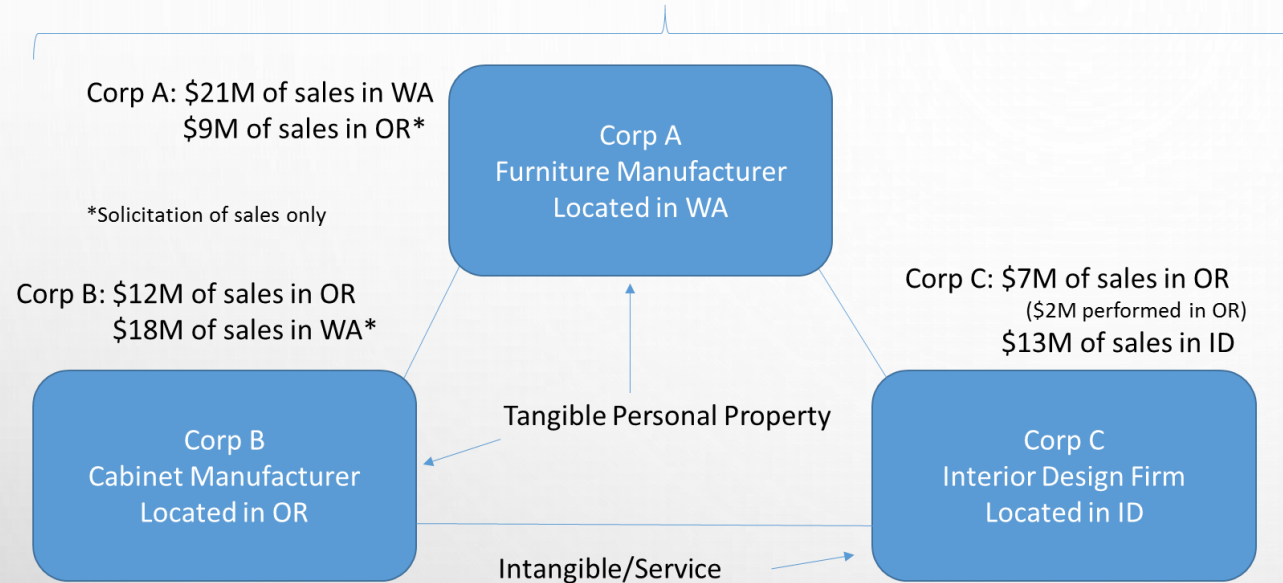 Corp A: $21M of sales in WA
$9M of sales in OR*
*Solicitation of sales only
Corp A
Furniture Manufacturer
Located in WA
Corp B: $12M of sales in OR
$18M of sales in WA*
Corp C: $7M of sales in OR
($2M performed in OR)
$13M of sales in ID
Tangible Personal Property
Corp B
Cabinet Manufacturer
Located in OR
Corp C
Interior Design Firm
Located in ID
Intangible/Service